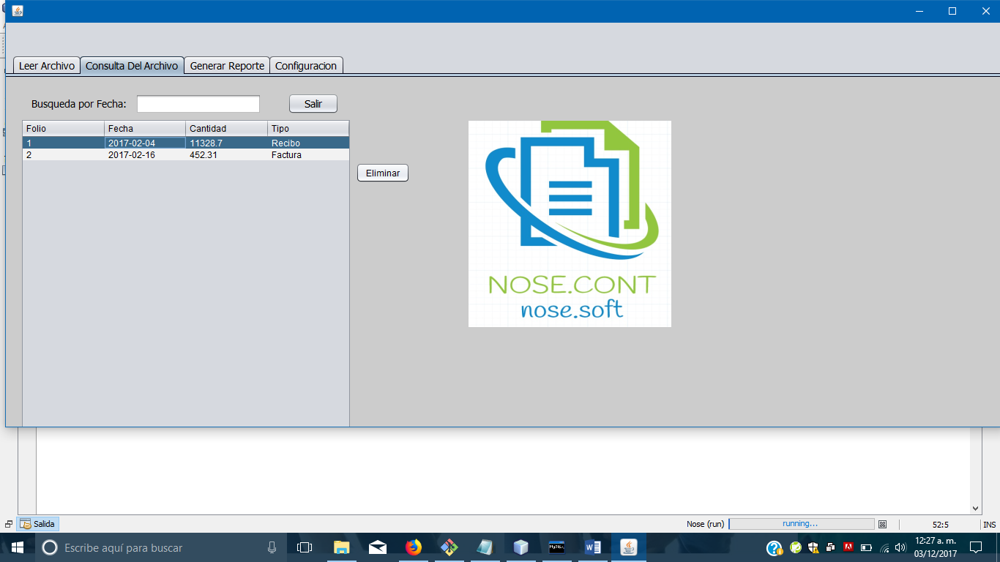 Leer Archivo Consulta Del Archivo Generar Reporte Configuracion
Busqueda por Fecha: Salir
Folio Fecha Cantidad Tipo
1 2017-02-04 11328.7 Recibo
2 2017-02-16 452.31 Factura
Eliminar
NOSE.CONT
nose.soft
Salida Nose (run) running... 52:5 INS
Escribe aquí para buscar
MySQL
12:27 a. m.
03/12/2017